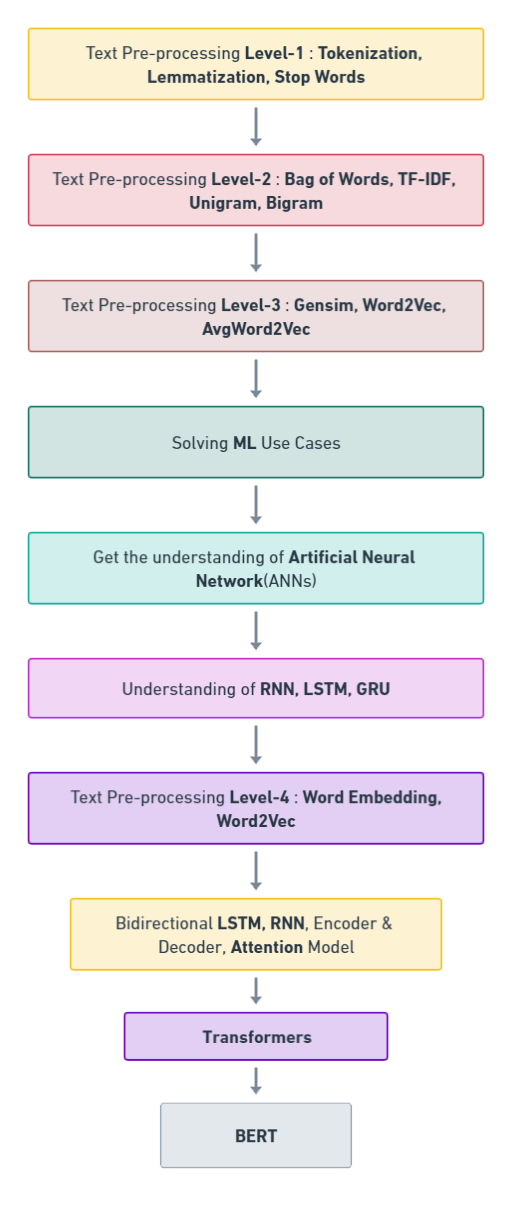 Text Pre-processing Level-1 : Tokenization,
Lemmatization, Stop Words
Text Pre-processing Level-2 : Bag of Words, TF-IDF,
Unigram, Bigram
Text Pre-processing Level-3 : Gensim, Word2Vec,
AvgWord2Vec
Solving ML Use Cases
Get the understanding of Artificial Neural
Network(ANNs)
Understanding of RNN, LSTM, GRU
Text Pre-processing Level-4 : Word Embedding,
Word2Vec
Bidirectional LSTM, RNN, Encoder &
Decoder, Attention Model
Transformers
BERT